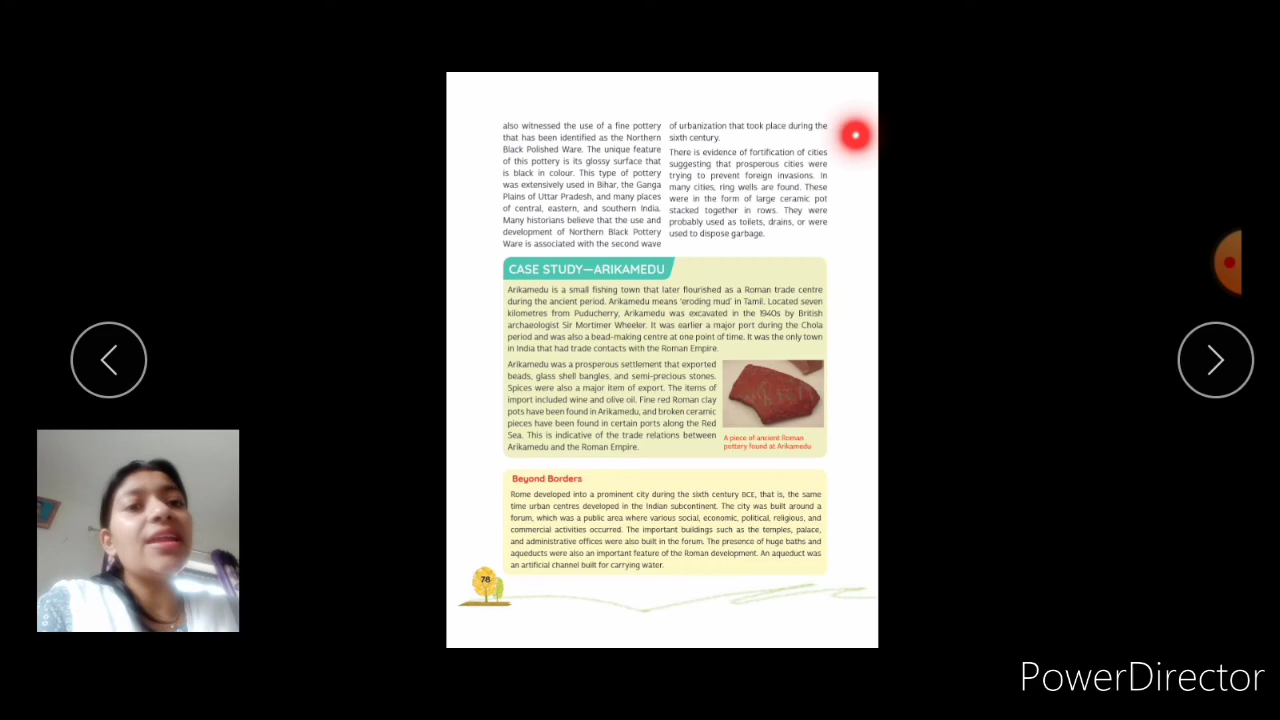 also witnessed the use of a fine pottery
that has been identified as the Northern
Black Polished Ware. The unique feature
of this pottery is its glossy surface that
is black in colour. This type of pottery
was extensively used in Bihar, the Ganga
Plains of Uttar Pradesh, and many places
of central, eastern, and southern India.
Many historians believe that the use and
development of Northern Black Pottery
Ware is associated with the second wave
of urbanization that took place during the
sixth century.
There is evidence of fortification of cities
suggesting that prosperous cities were
trying to prevent foreign invasions. In
many cities, ring wells are found. These
were in the form of large ceramic pot
stacked together in rows. They were
probably used as toilets, drains, or were
used to dispose garbage.
CASE STUDY—ARIKAMEDU
Arikamedu is a small fishing town that later flourished as a Roman trade centre
during the ancient period. Arikamedu means 'eroding mud' in Tamil. Located seven
kilometres from Puducherry, Arikamedu was excavated in the 1940s by British
archaeologist Sir Mortimer Wheeler. It was earlier a major port during the Chola
period and was also a bead-making centre at one point of time. It was the only town
in India that had trade contacts with the Roman Empire.
Arikamedu was a prosperous settlement that exported
beads, glass shell bangles, and semi-precious stones.
Spices were also a major item of export. The items of
import included wine and olive oil. Fine red Roman clay
pots have been found in Arikamedu, and broken ceramic
pieces have been found in certain ports along the Red
Sea. This is indicative of the trade relations between
Arikamedu and the Roman Empire.
A piece of ancient Roman
pottery found at Arikamedu
Beyond Borders
Rome developed into a prominent city during the sixth century BCE, that is, the same
time urban centres developed in the Indian subcontinent. The city was built around a
forum, which was a public area where various social, economic, political, religious, and
commercial activities occurred. The important buildings such as the temples, palace,
and administrative offices were also built in the forum. The presence of huge baths and
aqueducts were also an important feature of the Roman development. An aqueduct was
an artificial channel built for carrying water.
78
PowerDirector